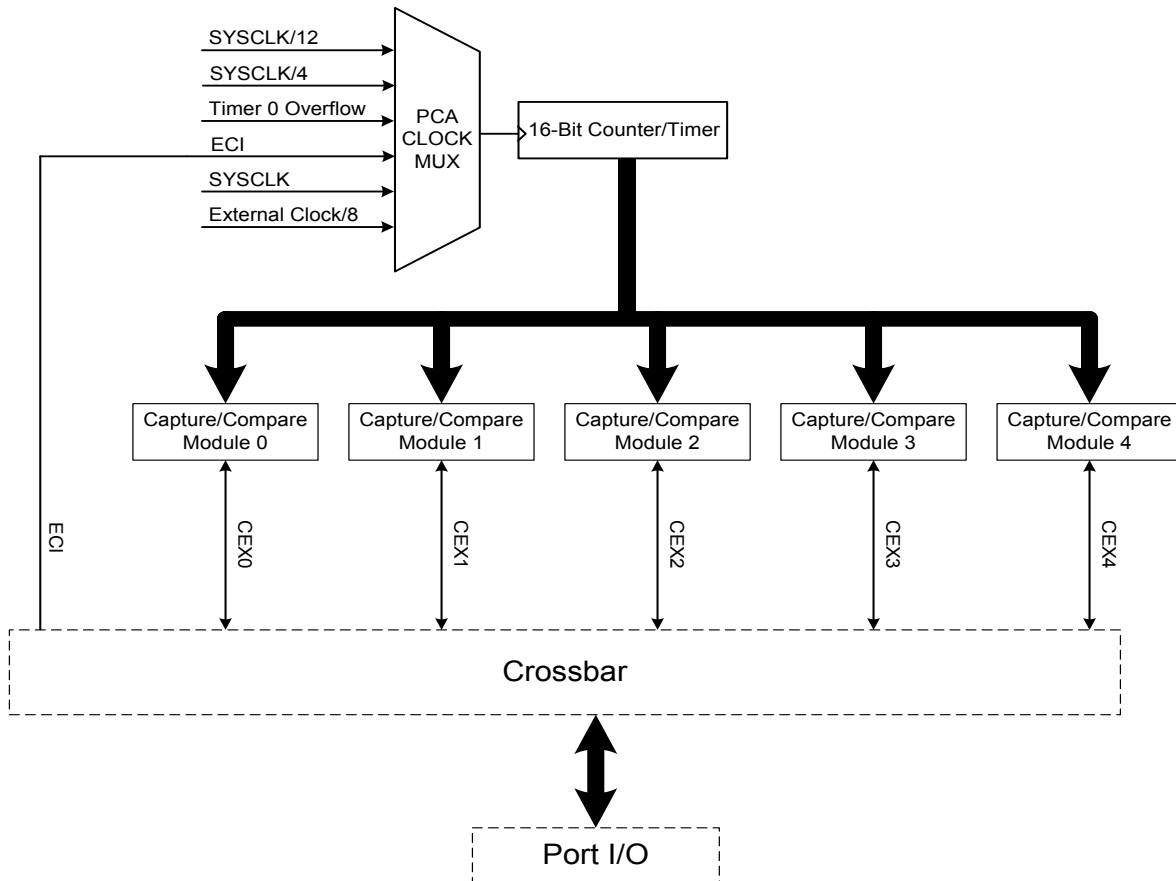 SYSCLK/12
SYSCLK/4
Timer 0 Overflow
ECI
SYSCLK
External Clock/8
PCA
CLOCK
MUX
16-Bit Counter/Timer
Capture/Compare
Module 0
Capture/Compare
Module 1
Capture/Compare
Module 2
Capture/Compare
Module 3
Capture/Compare
Module 4
ECI
CEX0
CEX1
CEX2
CEX3
CEX4
Crossbar
Port I/O